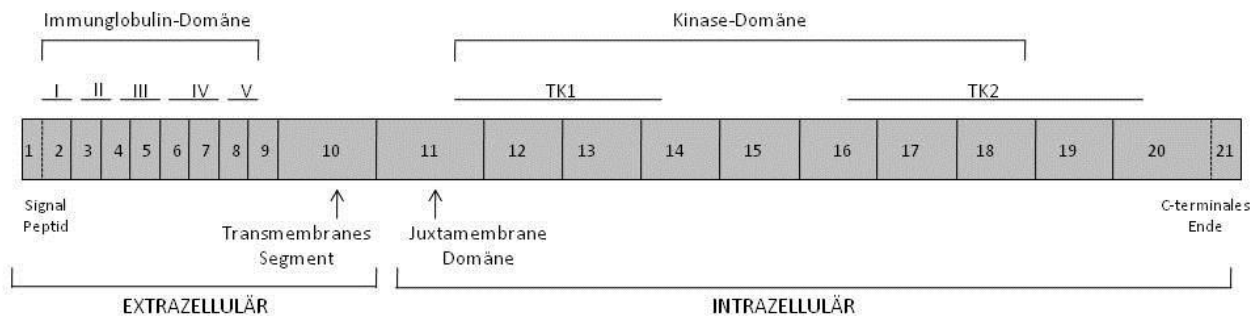 Immunglobulin-Domäne Kinase-Domäne
I II III IV V TK1 TK2
1 2 3 4 5 6 7 8 9 10 11 12 13 14 15 16 17 18 19 20 21
Signal
Peptid
Transmembranes
Segment
Juxtamembrane
Domäne
C-terminales
Ende
EXTRAZELLULÄR INTRAZELLULÄR